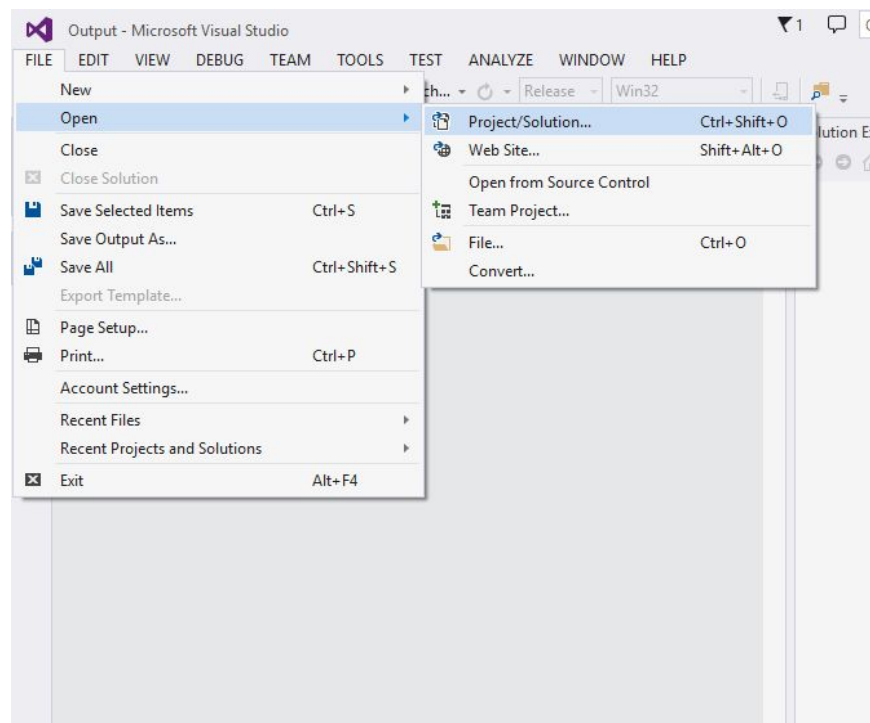 Output - Microsoft Visual Studio 1
FILE EDIT VIEW DEBUG TEAM TOOLS TEST ANALYZE WINDOW HELP
Release Win32
New
Open
Close
Close Solution
Save Selected Items Ctrl+S
Save Output As...
Save All Ctrl+Shift+S
Export Template...
Page Setup...
Print... Ctrl+P
Account Settings...
Recent Files
Recent Projects and Solutions
Exit Alt+F4
Project/Solution... Ctrl+Shift+O
Web Site... Shift+Alt+O
Open from Source Control
Team Project...
File... Ctrl+O
Convert...